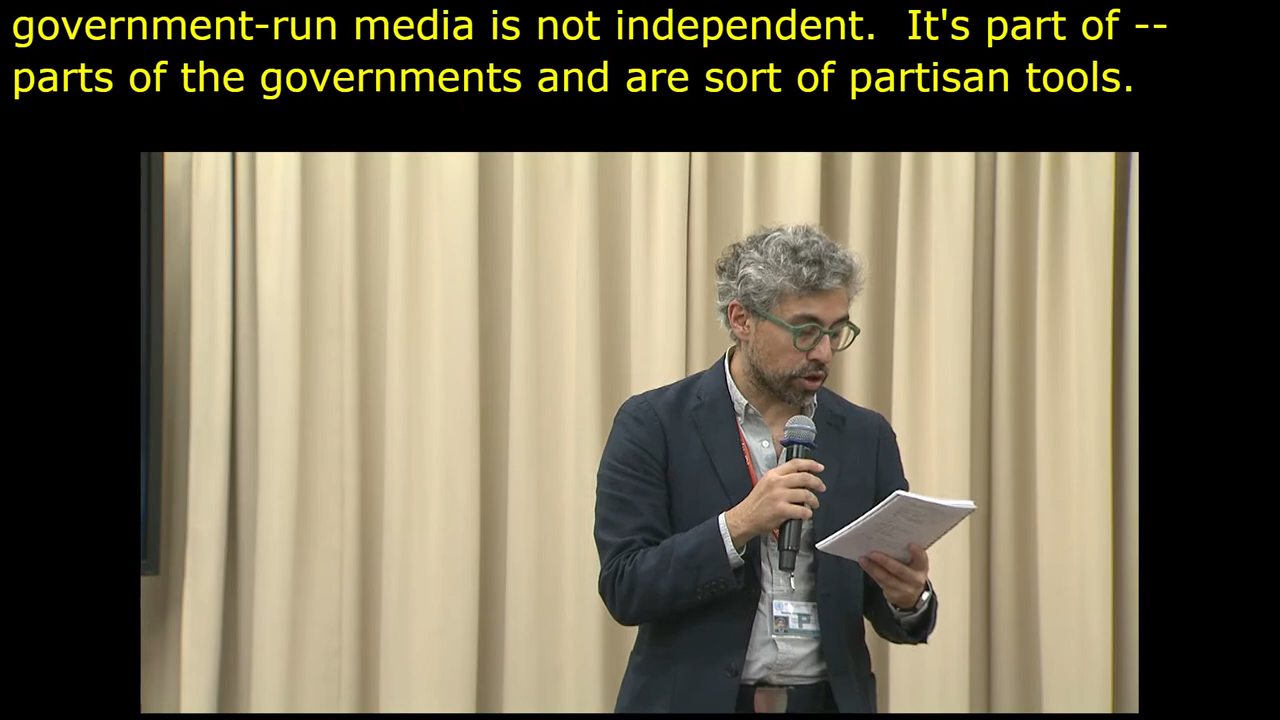 government-run media is not independent.  It's part of --
parts of the governments and are sort of partisan tools.
P